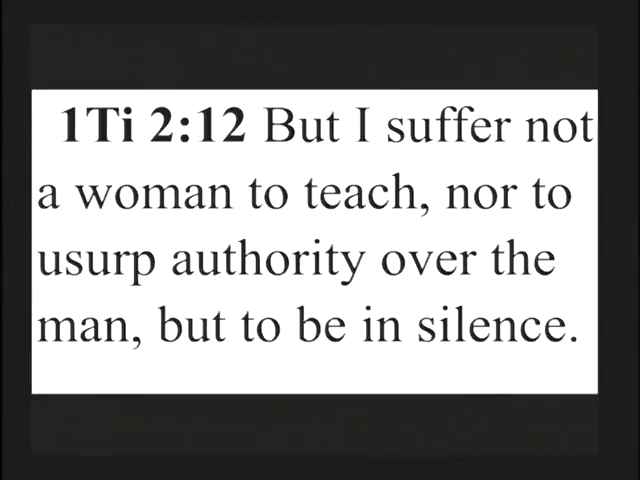 1Ti 2:12 But I suffer not
a woman to teach, nor to
usurp authority over the
man, but to be in silence.